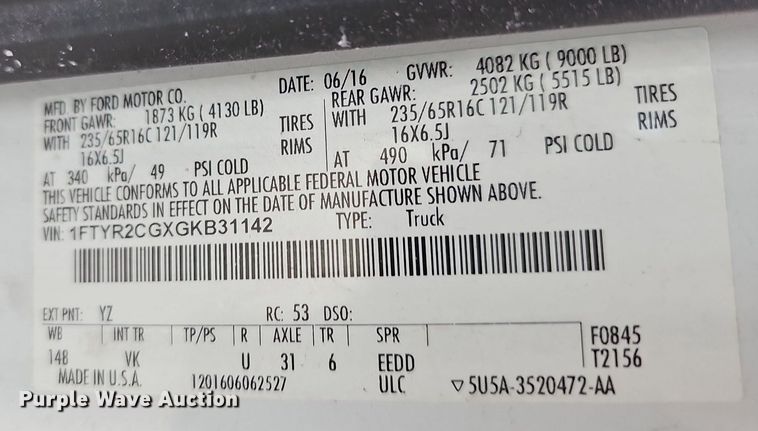 MFD. BY FORD MOTOR CO. DATE: 06/16 GVWR: 4082 KG ( 9000 LB)
FRONT GAWR: 1873 KG ( 4130 LB) REAR GAWR: 2502 KG ( 5515 LB)
WITH 235/65R16C 121/119R TIRES WITH 235/65R16C 121/119R TIRES
16X6.5J RIMS 16X6.5J RIMS
AT 340 kPa/ 49 PSI COLD AT 490 kPa/ 71 PSI COLD
THIS VEHICLE CONFORMS TO ALL APPLICABLE FEDERAL MOTOR VEHICLE
SAFETY STANDARDS IN EFFECT ON THE DATE OF MANUFACTURE SHOWN ABOVE.
VIN: 1FTYR2CGXGKB31142 TYPE: Truck
EXT PNT: YZ RC: 53 DSO:
WB INT TR TP/PS R AXLE TR SPR F0845
148 VK U 31 6 EEDD T2156
MADE IN U.S.A. 1201606062527 ULC ▽5U5A-3520472-AA
Purple Wave Auction